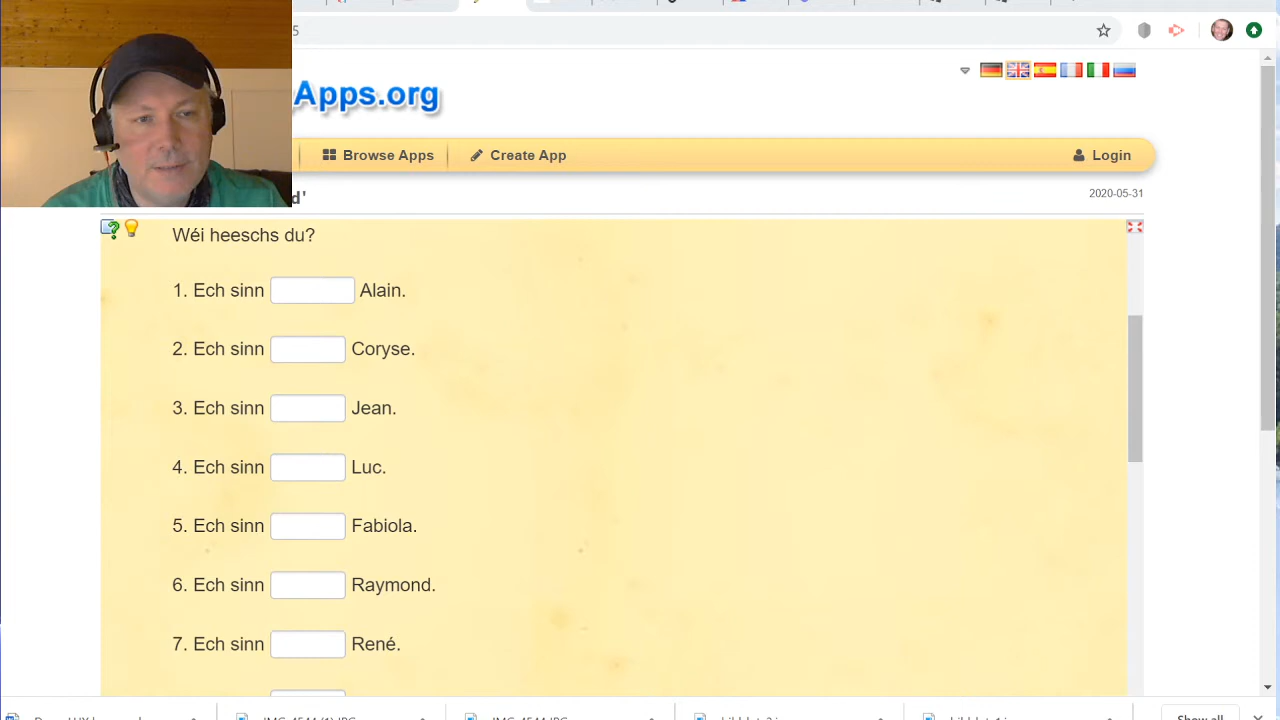 5
Apps.org
Browse Apps
Create App
Login
d'
2020-05-31
Wéi heeschs du?
1. Ech sinn Alain.
2. Ech sinn Coryse.
3. Ech sinn Jean.
4. Ech sinn Luc.
5. Ech sinn Fabiola.
6. Ech sinn Raymond.
7. Ech sinn René.
Show all